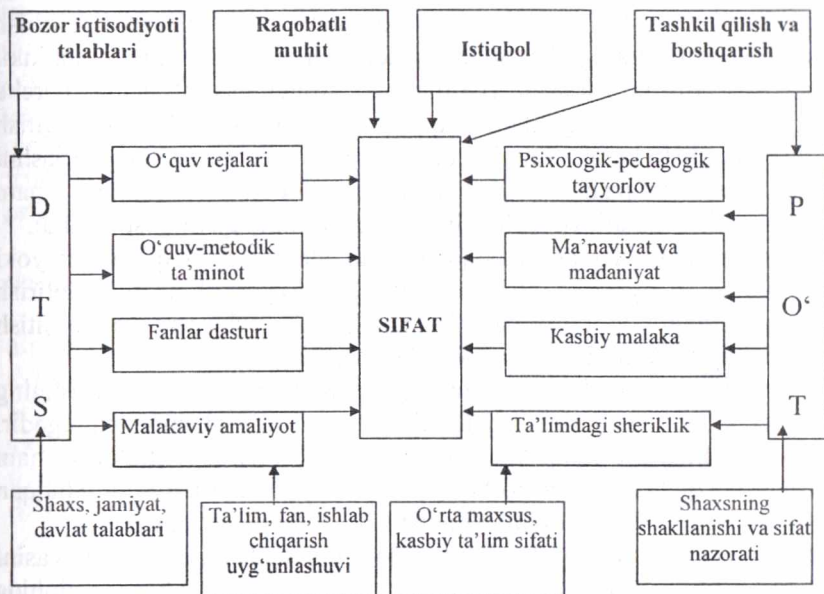 Bozor iqtisodiyoti
talablari
Raqobatli
muhit
Istiqbol
Tashkil qilish va
boshqarish
D
T
S
O‘quv rejalari
O‘quv-metodik
ta’minot
Fanlar dasturi
Malakaviy amaliyot
SIFAT
Psixologik-pedagogik
tayyorlov
Ma’naviyat va
madaniyat
Kasbiy malaka
Ta’limdagi sheriklik
P
O‘
T
Shaxs, jamiyat,
davlat talablari
Ta’lim, fan, ishlab
chiqarish
uyg‘unlashuvi
O‘rta maxsus,
kasbiy ta’lim sifati
Shaxsning
shakllanishi va sifat
nazorati